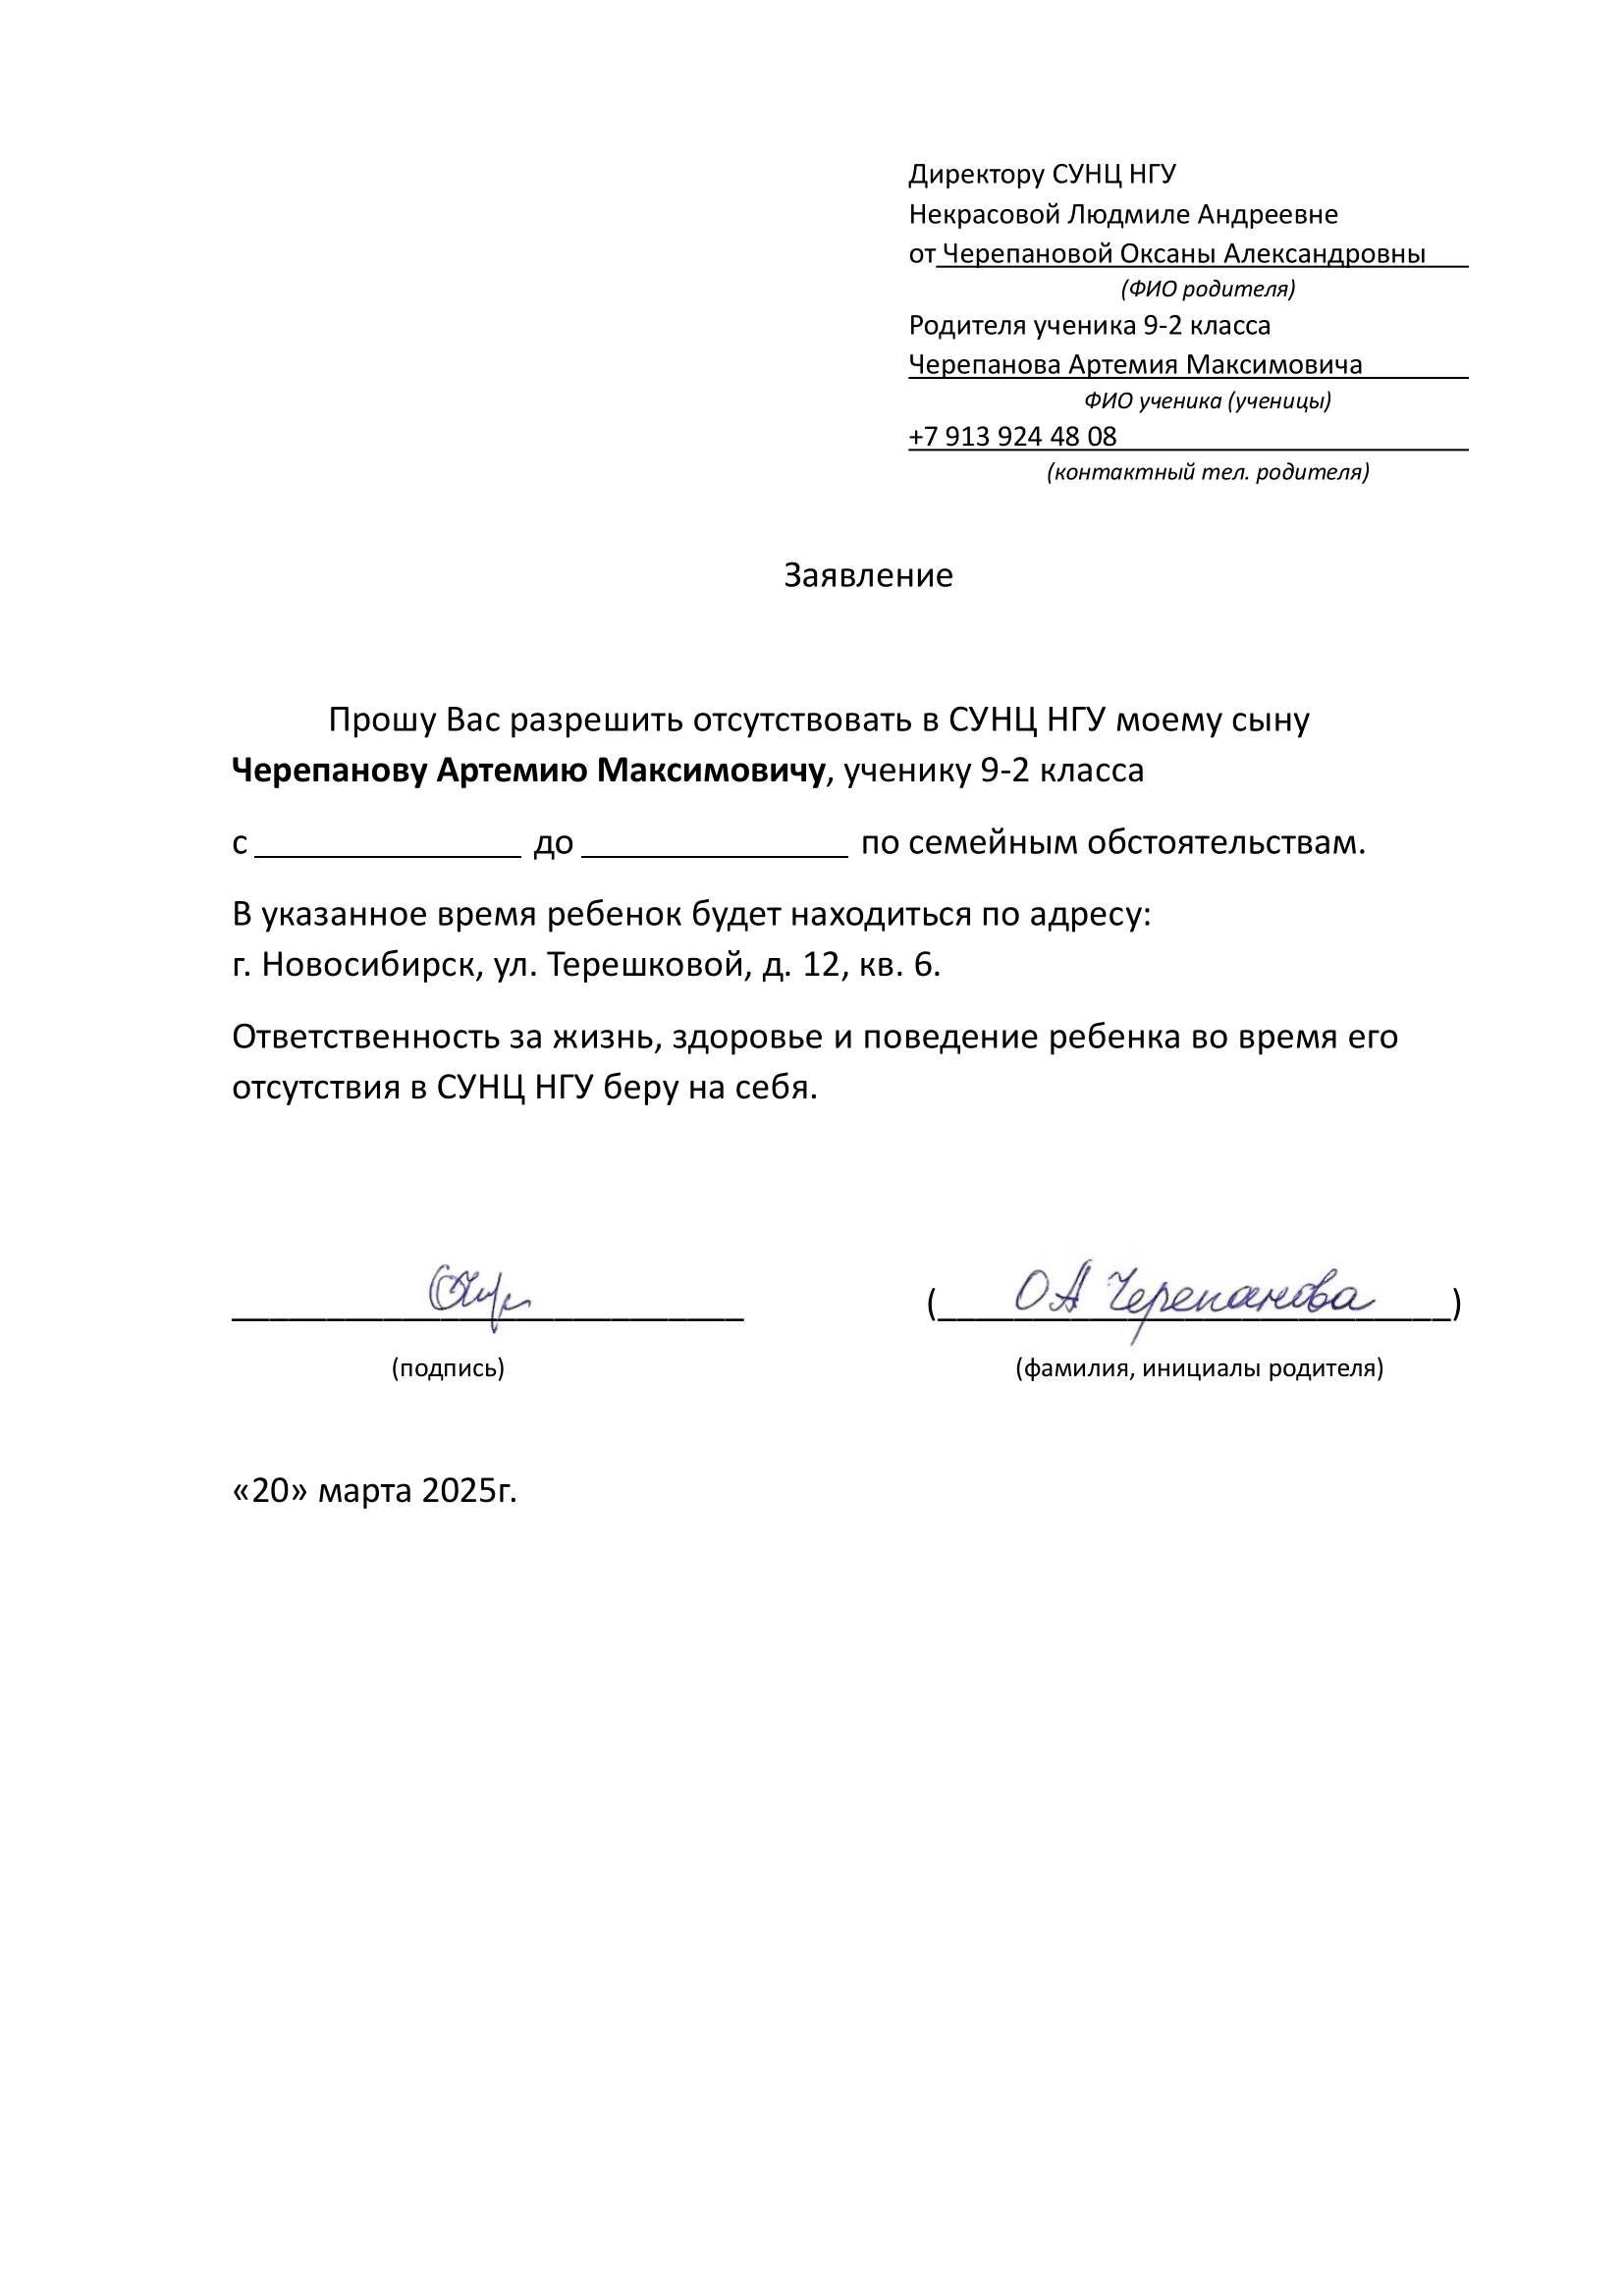 Директору СУНЦ НГУ
Некрасовой Людмиле Андреевне
от Черепановой Оксаны Александровны
(ФИО родителя)
Родителя ученика 9-2 класса
Черепанова Артемия Максимовича
ФИО ученика (ученицы)
+7 913 924 48 08
(контактный тел. родителя)
Заявление
Прошу Вас разрешить отсутствовать в СУНЦ НГУ моему сыну
Черепанову Артемию Максимовичу, ученику 9-2 класса
с _______________ до _______________ по семейным обстоятельствам.
В указанное время ребенок будет находиться по адресу:
г. Новосибирск, ул. Терешковой, д. 12, кв. 6.
Ответственность за жизнь, здоровье и поведение ребенка во время его
отсутствия в СУНЦ НГУ беру на себя.
(О А Черепанова)
(подпись) (фамилия, инициалы родителя)
«20» марта 2025г.